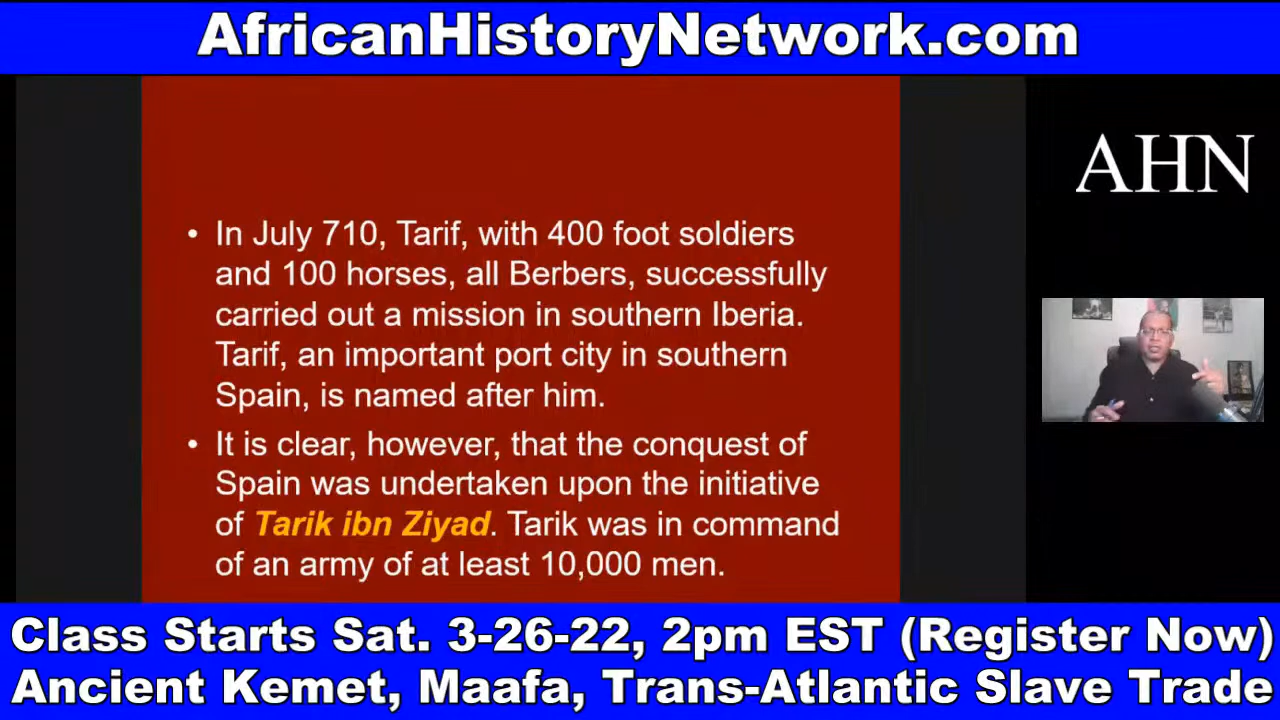 AfricanHistoryNetwork.com
AHN
• In July 710, Tarif, with 400 foot soldiers
and 100 horses, all Berbers, successfully
carried out a mission in southern Iberia.
Tarif, an important port city in southern
Spain, is named after him.
• It is clear, however, that the conquest of
Spain was undertaken upon the initiative
of Tarik ibn Ziyad. Tarik was in command
of an army of at least 10,000 men.
Class Starts Sat. 3-26-22, 2pm EST (Register Now)
Ancient Kemet, Maafa, Trans-Atlantic Slave Trade